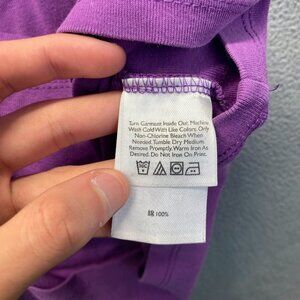 Turn Garment Inside Out. Machine
Wash Cold With Like Colors. Only
Non-Chlorine Bleach When
Needed. Tumble Dry Medium.
Remove Promptly. Warm Iron As
Desired. Do Not Iron On Print.
綿 100%